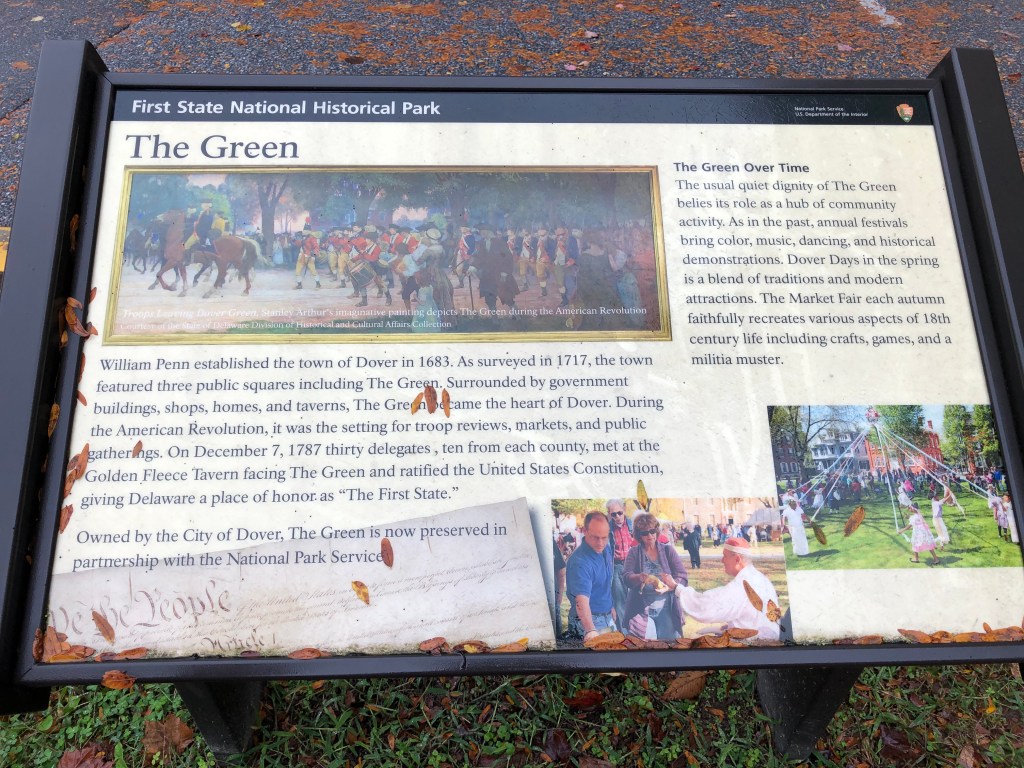 First State National Historical Park
National Park Service
U.S. Department of the Interior
The Green
Troops Leaving Dover Green. Stanley Arthur's imaginative painting depicts The Green during the American Revolution
Courtesy of the State of Delaware Division of Historical and Cultural Affairs Collection.
William Penn established the town of Dover in 1683. As surveyed in 1717, the town
featured three public squares including The Green. Surrounded by government
buildings, shops, homes, and taverns, The Green became the heart of Dover. During
the American Revolution, it was the setting for troop reviews, markets, and public
gatherings. On December 7, 1787 thirty delegates , ten from each county, met at the
Golden Fleece Tavern facing The Green and ratified the United States Constitution,
giving Delaware a place of honor as “The First State.”
Owned by the City of Dover, The Green is now preserved in
partnership with the National Park Service.
We the People
Article I
The Green Over Time
The usual quiet dignity of The Green
belies its role as a hub of community
activity. As in the past, annual festivals
bring color, music, dancing, and historical
demonstrations. Dover Days in the spring
is a blend of traditions and modern
attractions. The Market Fair each autumn
faithfully recreates various aspects of 18th
century life including crafts, games, and a
militia muster.